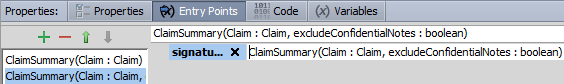 Properties: Properties Entry Points Code Variables
ClaimSummary(Claim : Claim, excludeConfidentialNotes : boolean)
signatu... ClaimSummary(Claim : Claim, excludeConfidentialNotes : boolean)
ClaimSummary(Claim : Claim)
ClaimSummary(Claim : Claim,